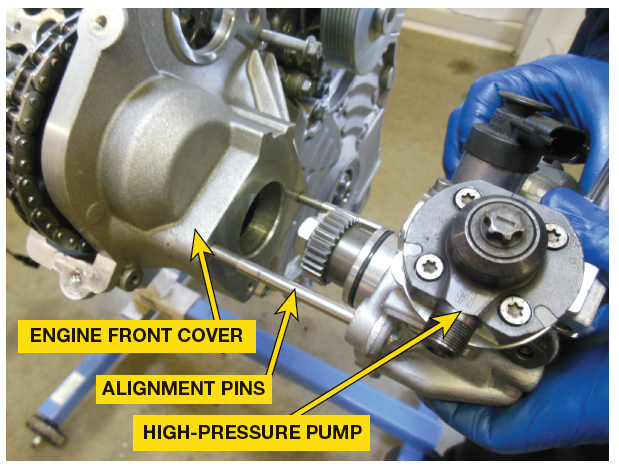 ENGINE FRONT COVER
ALIGNMENT PINS
HIGH-PRESSURE PUMP